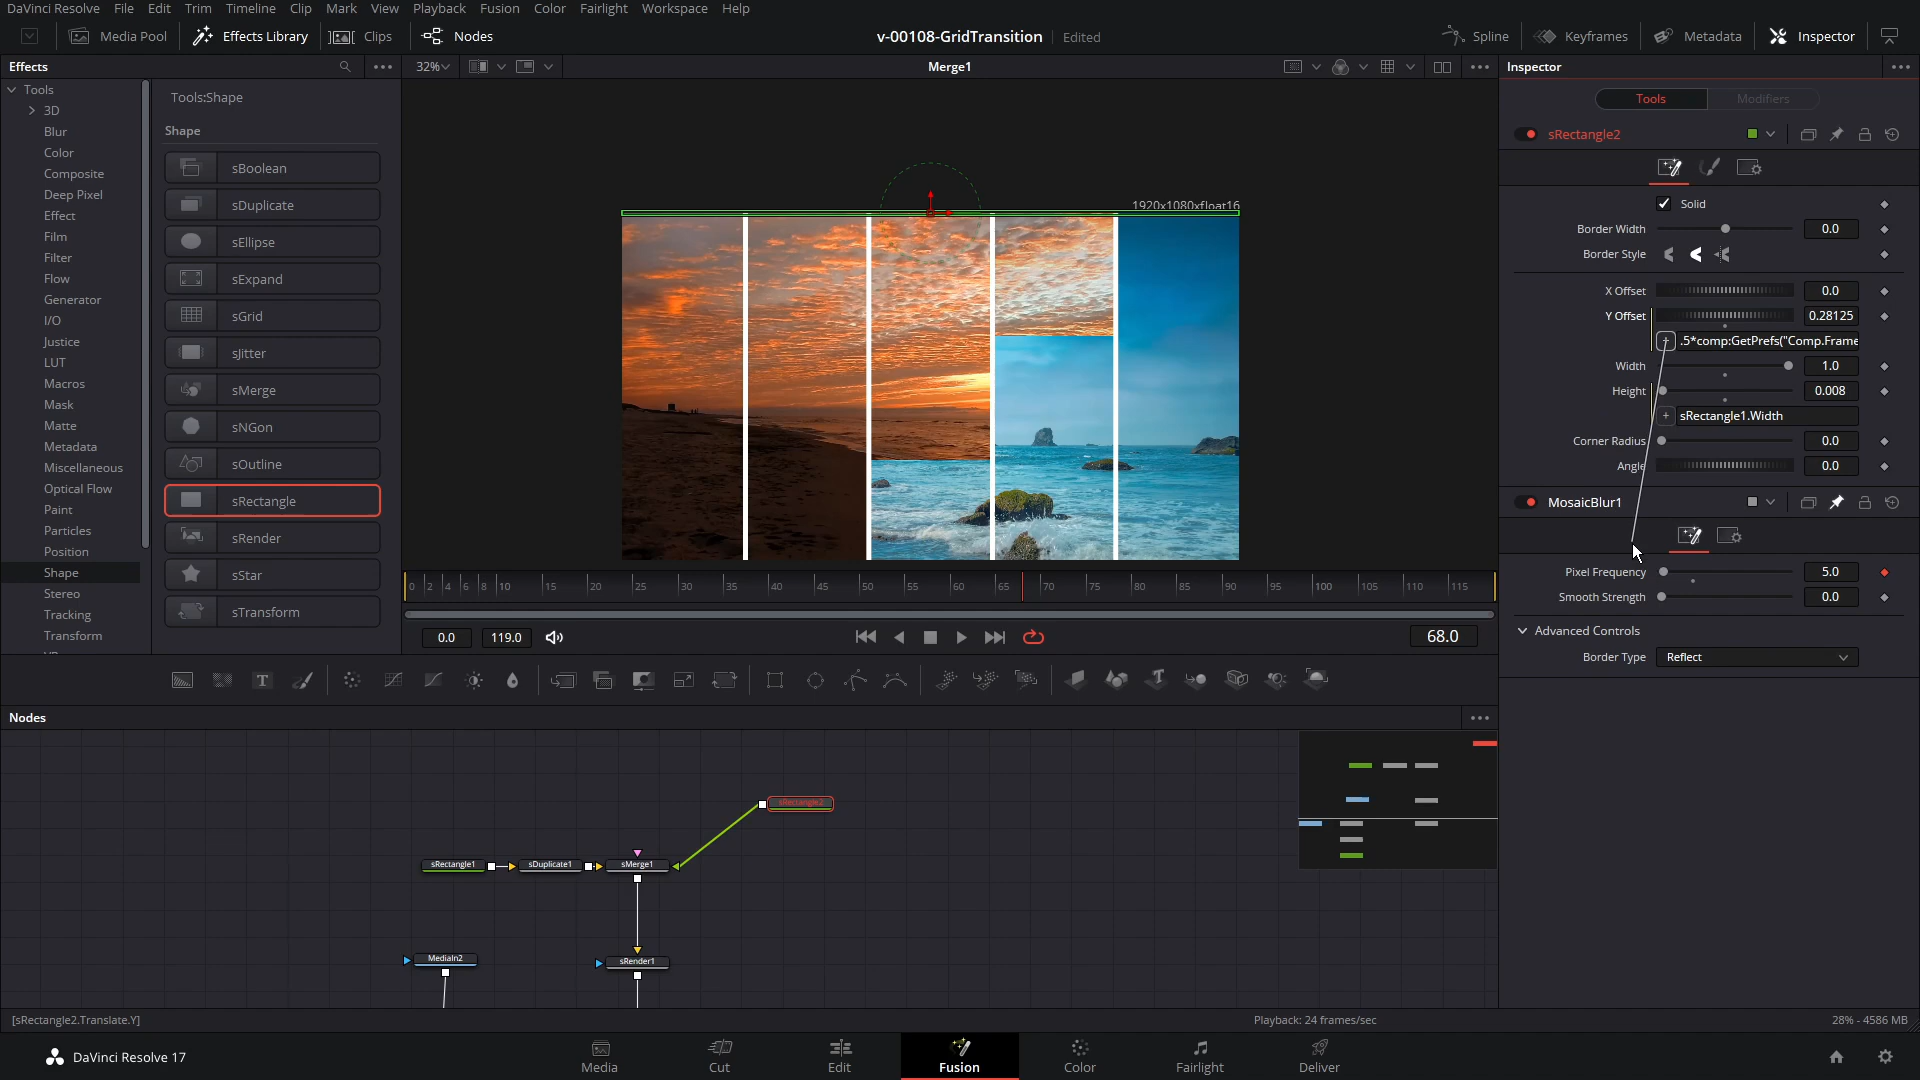 DaVinci Resolve File Edit Trim Timeline Clip Mark View Playback Fusion Color Fairlight Workspace Help
Media Pool Effects Library Clips Nodes v-00108-GridTransition Edited Spline Keyframes Metadata Inspector
Effects 32% Merge1 Inspector
Tools
3D
Blur
Color
Composite
Deep Pixel
Effect
Film
Filter
Flow
Generator
I/O
Justice
LUT
Macros
Mask
Matte
Metadata
Miscellaneous
Optical Flow
Paint
Particles
Position
Shape
Stereo
Tracking
Transform
Tools:Shape
Shape
sBoolean
sDuplicate
sEllipse
sExpand
sGrid
sJitter
sMerge
sNGon
sOutline
sRectangle
sRender
sStar
sTransform
1920x1080xfloat16
0 2 4 6 8 10 15 20 25 30 35 40 45 50 55 60 65 70 75 80 85 90 95 100 105 110 115
0.0 119.0 68.0
Tools Modifiers
sRectangle2
Solid
Border Width 0.0
Border Style
X Offset 0.0
Y Offset 0.28125
+ .5*comp:GetPrefs("Comp.Frame
Width 1.0
Height 0.008
+ sRectangle1.Width
Corner Radius 0.0
Angle 0.0
MosaicBlur1
Pixel Frequency 5.0
Smooth Strength 0.0
Advanced Controls
Border Type Reflect
Nodes
sRectangle2
sRectangle1 sDuplicate1 sMerge1
MediaIn2 sRender1
[sRectangle2.Translate.Y] Playback: 24 frames/sec 28% - 4586 MB
DaVinci Resolve 17 Media Cut Edit Fusion Color Fairlight Deliver